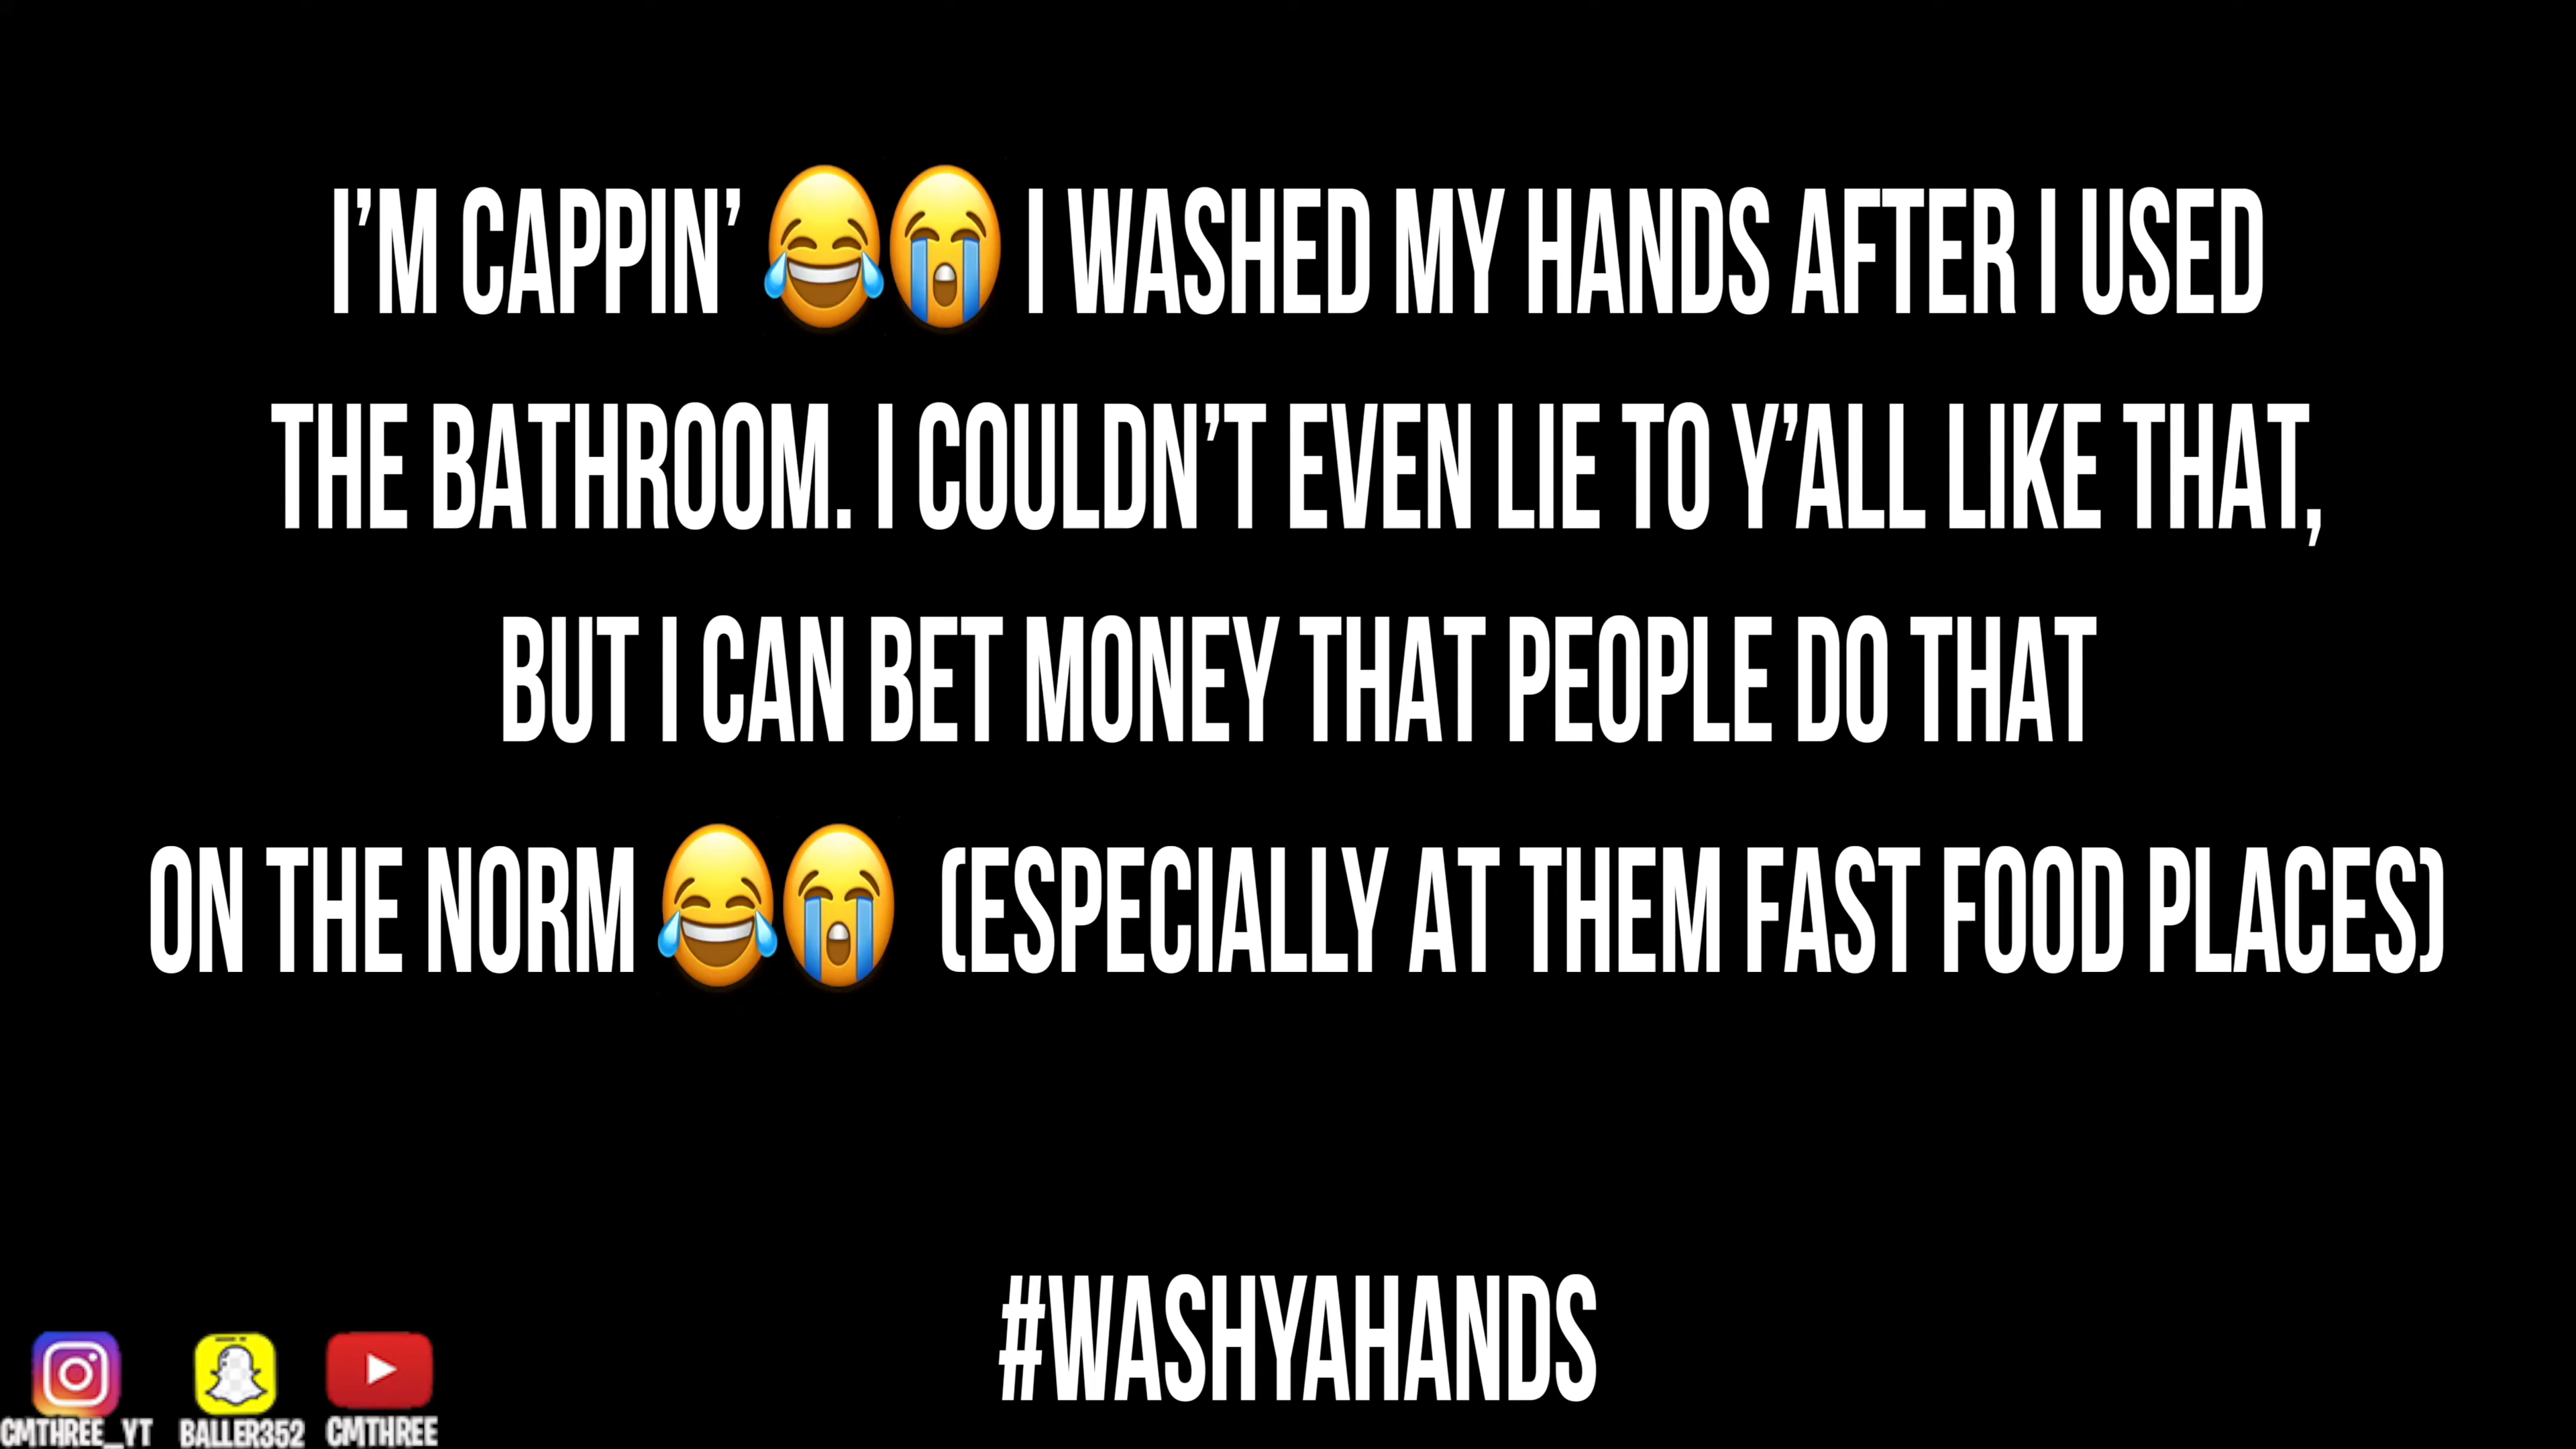 I'M CAPPIN' 😂😭 I WASHED MY HANDS AFTER I USED
THE BATHROOM. I COULDN'T EVEN LIE TO Y'ALL LIKE THAT,
BUT I CAN BET MONEY THAT PEOPLE DO THAT
ON THE NORM 😂😭 (ESPECIALLY AT THEM FAST FOOD PLACES)
#WASHYAHANDS
CMTHREE_YT BALLER352 CMTHREE